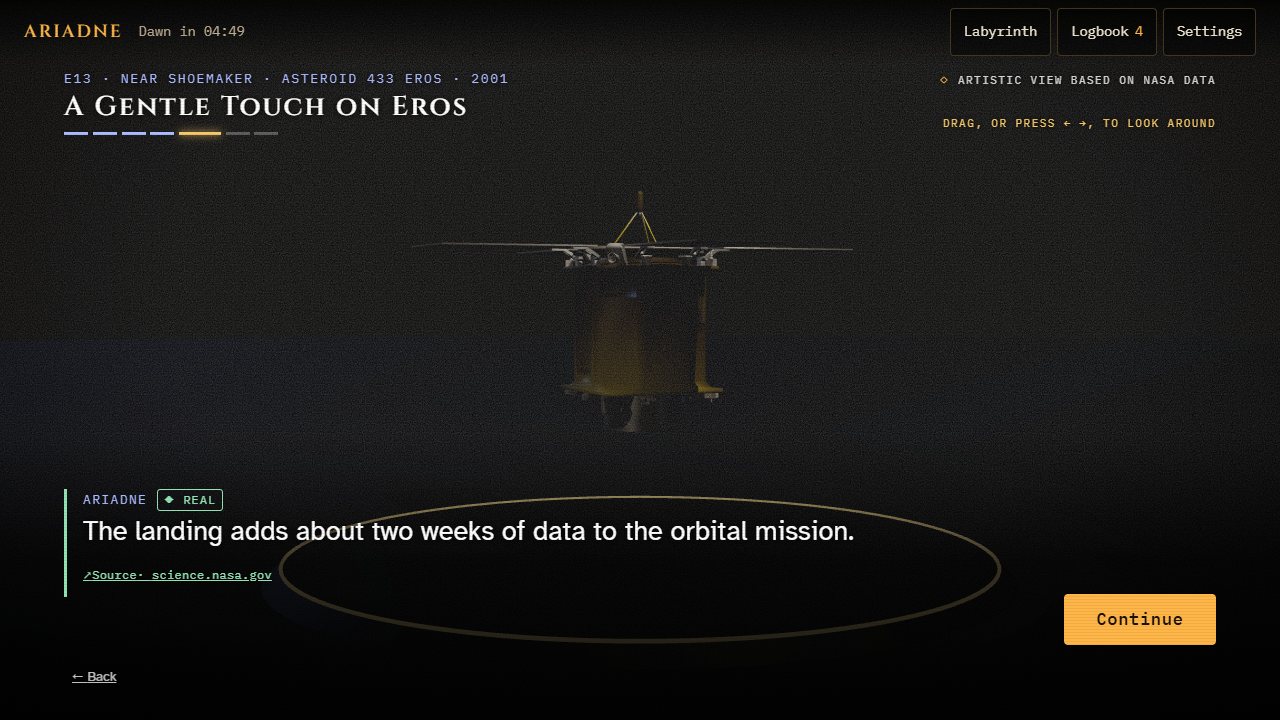 ARIADNE Dawn in 04:49 Labyrinth Logbook 4 Settings
E13 · NEAR SHOEMAKER · ASTEROID 433 EROS · 2001
◇ ARTISTIC VIEW BASED ON NASA DATA
A Gentle Touch on Eros
DRAG, OR PRESS ← →, TO LOOK AROUND
ARIADNE ◆ REAL
The landing adds about two weeks of data to the orbital mission.
↗Source· science.nasa.gov
Continue
← Back